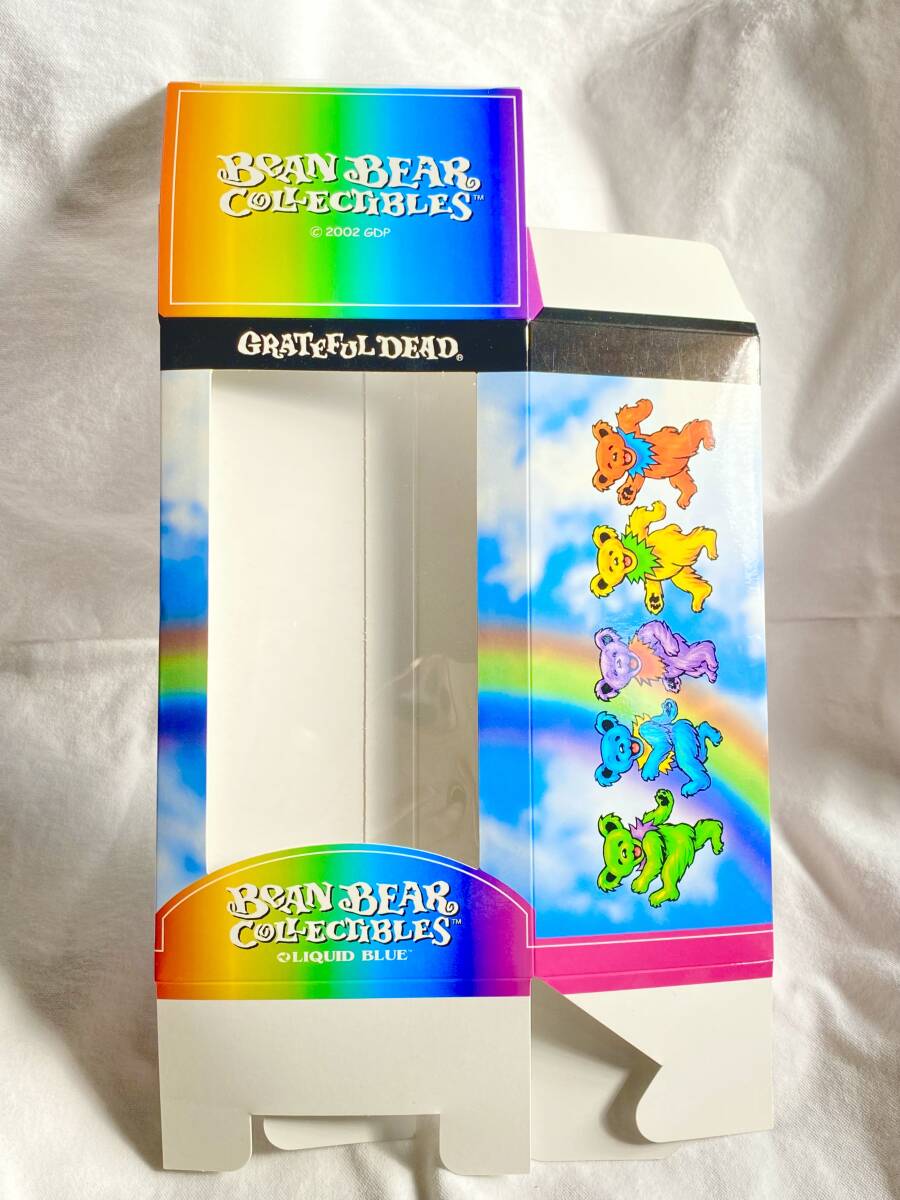 BEAN BEAR
COLLECTIBLES™
© 2002 GDP
GRATEFUL DEAD®
BEAN BEAR
COLLECTIBLES™
LIQUID BLUE™